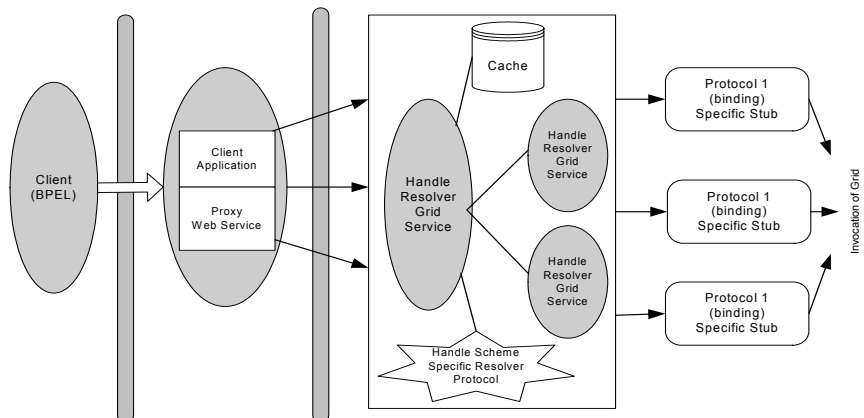 Client
(BPEL)
Client
Application
Proxy
Web Service
Cache
Handle
Resolver
Grid
Service
Handle
Resolver
Grid
Service
Handle
Resolver
Grid
Service
Handle Scheme
Specific Resolver
Protocol
Protocol 1
(binding)
Specific Stub
Protocol 1
(binding)
Specific Stub
Protocol 1
(binding)
Specific Stub
Invocation of Grid